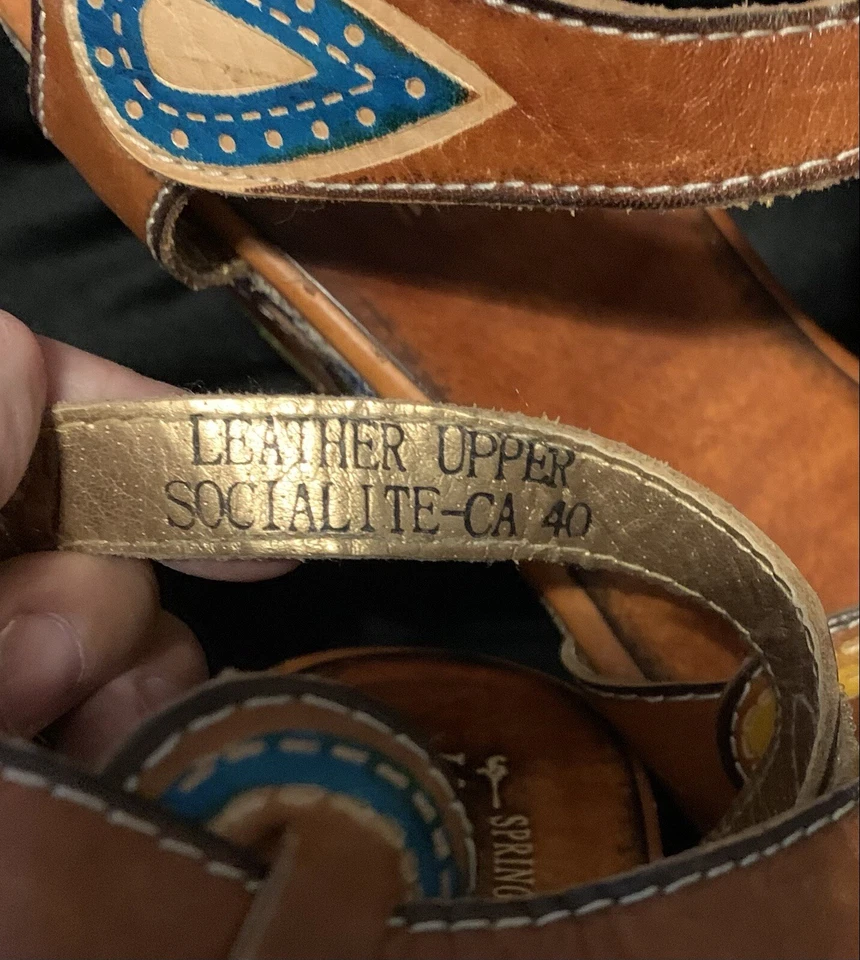 LEATHER UPPER
SOCIALITE-CA 40
SPRING